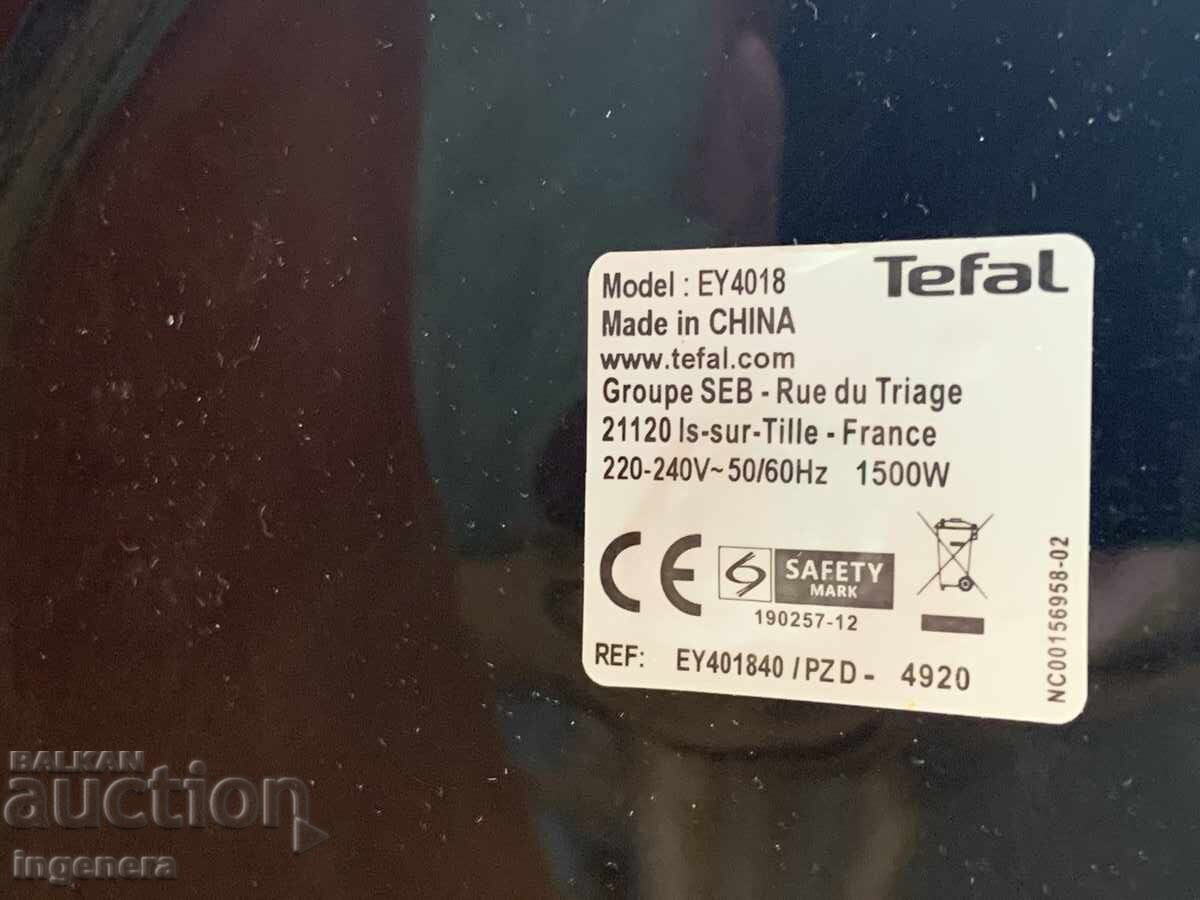 Model : EY4018
Tefal
Made in CHINA
www.tefal.com
Groupe SEB - Rue du Triage
21120 Is-sur-Tille - France
220-240V~ 50/60Hz 1500W
CE
SAFETY
MARK
190257-12
REF: EY401840 /PZD - 4920
NC00156958-02
BALKAN
auction
ingenera